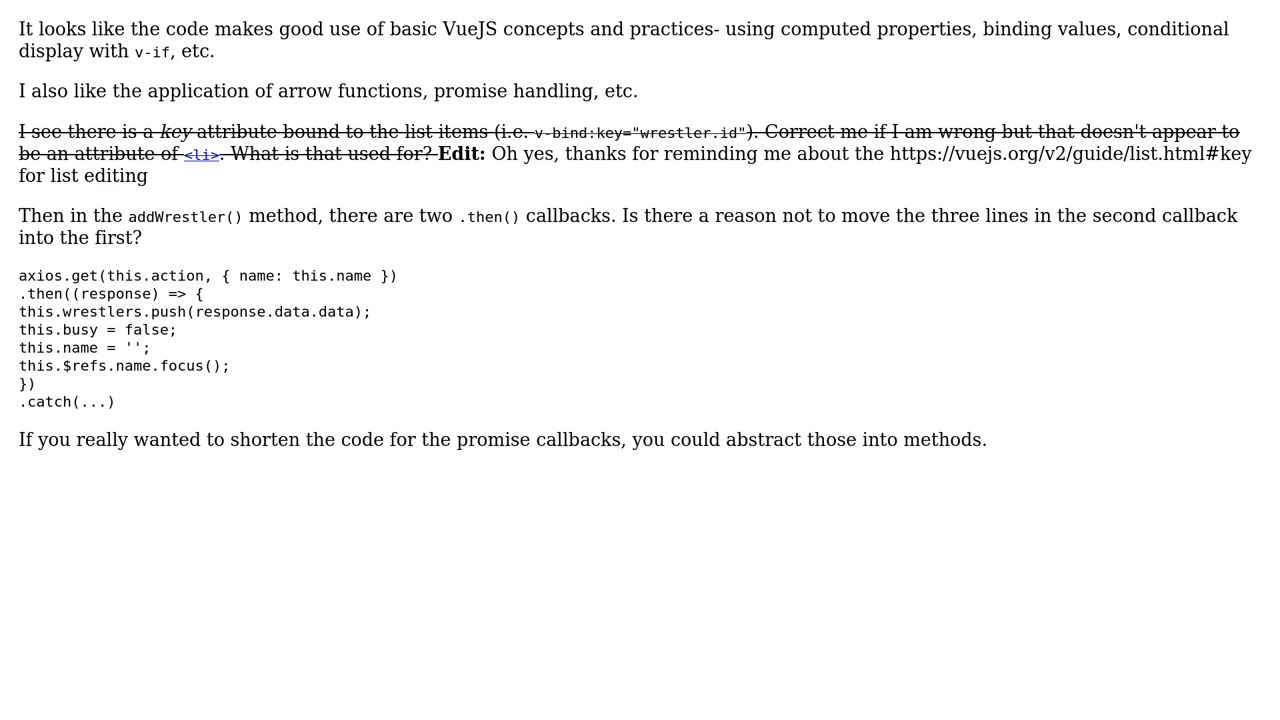 It looks like the code makes good use of basic VueJS concepts and practices- using computed properties, binding values, conditional
display with v-if, etc.
I also like the application of arrow functions, promise handling, etc.
I see there is a key attribute bound to the list items (i.e. v-bind:key="wrestler.id"). Correct me if I am wrong but that doesn't appear to
be an attribute of <li>. What is that used for? Edit: Oh yes, thanks for reminding me about the https://vuejs.org/v2/guide/list.html#key
for list editing
Then in the addWrestler() method, there are two .then() callbacks. Is there a reason not to move the three lines in the second callback
into the first?
axios.get(this.action, { name: this.name })
.then((response) => {
this.wrestlers.push(response.data.data);
this.busy = false;
this.name = '';
this.$refs.name.focus();
})
.catch(...)
If you really wanted to shorten the code for the promise callbacks, you could abstract those into methods.